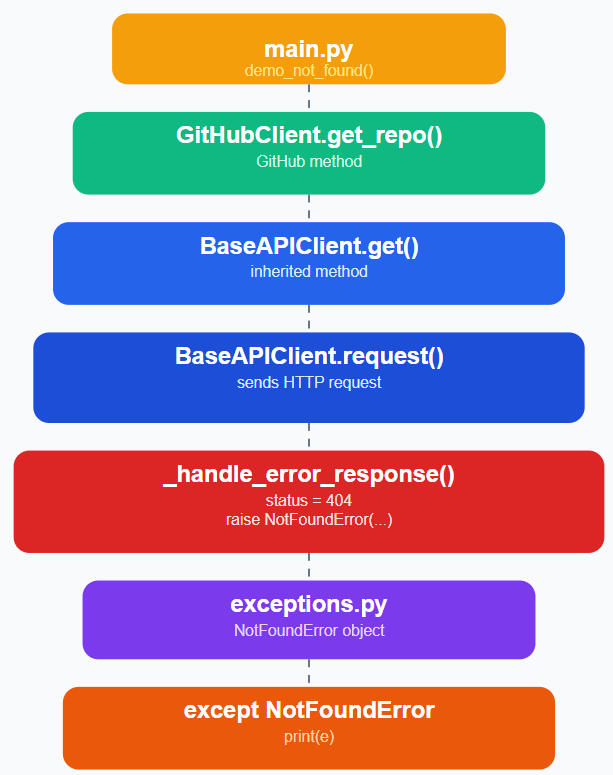 main.py
demo_not_found()
GitHubClient.get_repo()
GitHub method
BaseAPIClient.get()
inherited method
BaseAPIClient.request()
sends HTTP request
_handle_error_response()
status = 404
raise NotFoundError(...)
exceptions.py
NotFoundError object
except NotFoundError
print(e)